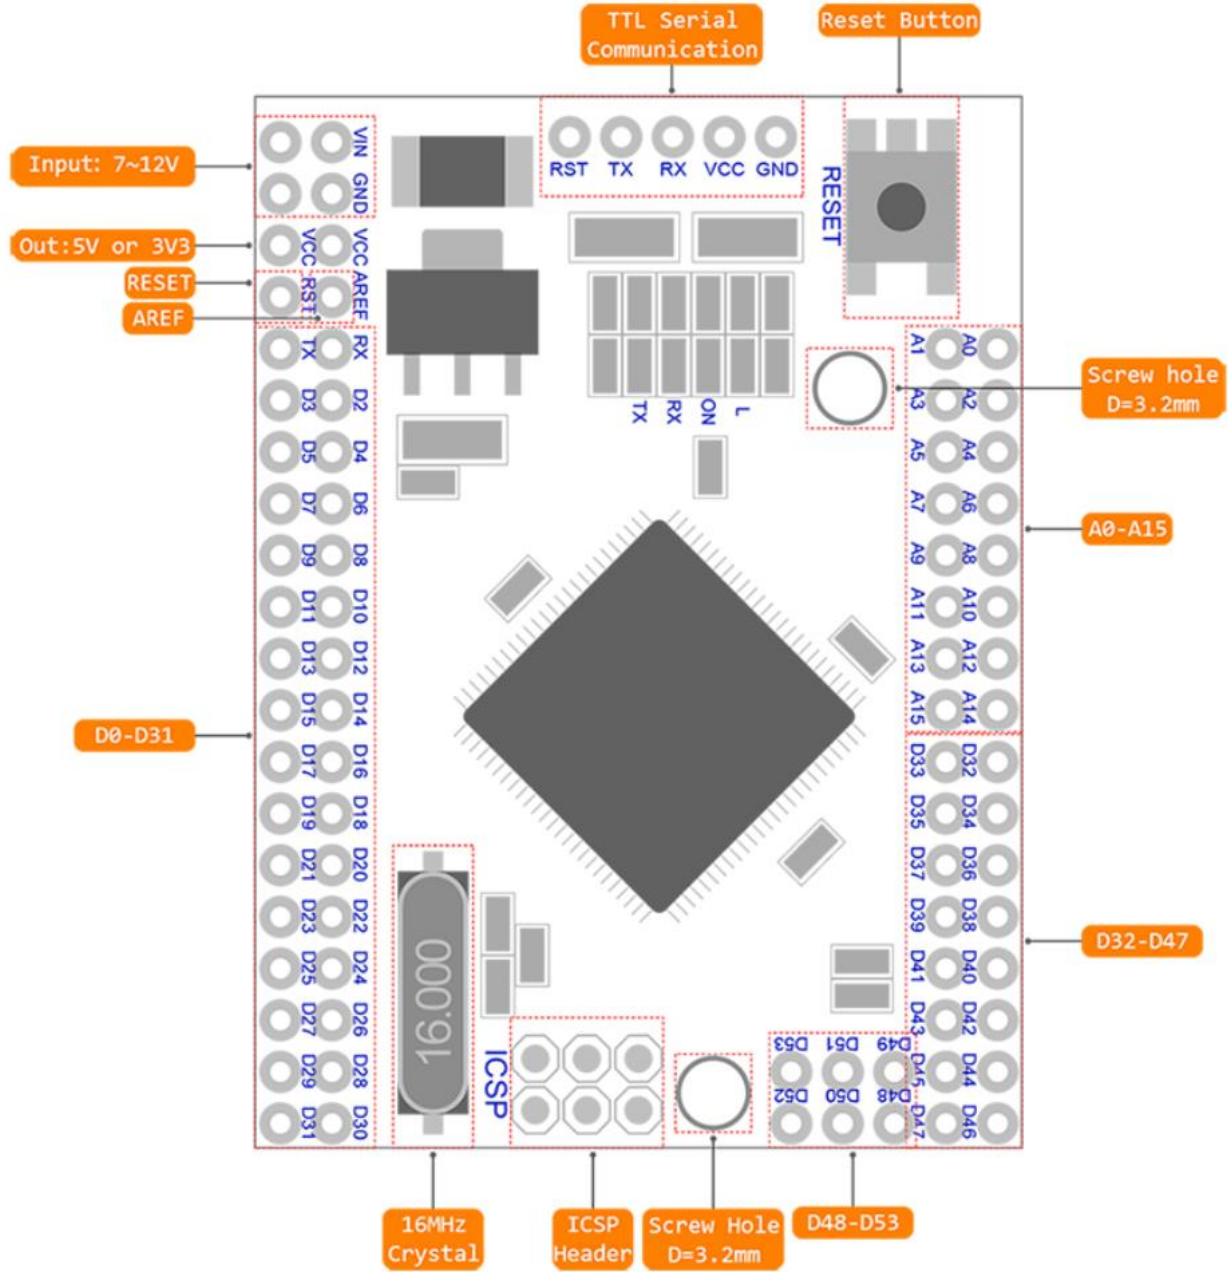 TTL Serial
Communication
Reset Button
Input: 7~12V
VIN
GND
RST TX RX VCC GND
RESET
Out:5V or 3V3
VCC VCC
RESET
RST AREF
AREF
TX RX
A1 A0
Screw hole
D=3.2mm
D3 D2
A3 A2
TX RX ON L
D5 D4
A5 A4
D7 D6
A7 A6
A0-A15
D9 D8
A9 A8
D11 D10
A11 A10
D13 D12
A13 A12
D15 D14
A15 A14
D0-D31
D17 D16
D33 D32
D19 D18
D35 D34
D21 D20
D37 D36
D23 D22
D39 D38
D32-D47
D25 D24
D41 D40
16.000
D27 D26
D43 D42
ICSP
D53 D51 D49
D29 D28
D45 D44
D52 D50 D48
D31 D30
D47 D46
16MHz
Crystal
ICSP
Header
Screw Hole
D=3.2mm
D48-D53